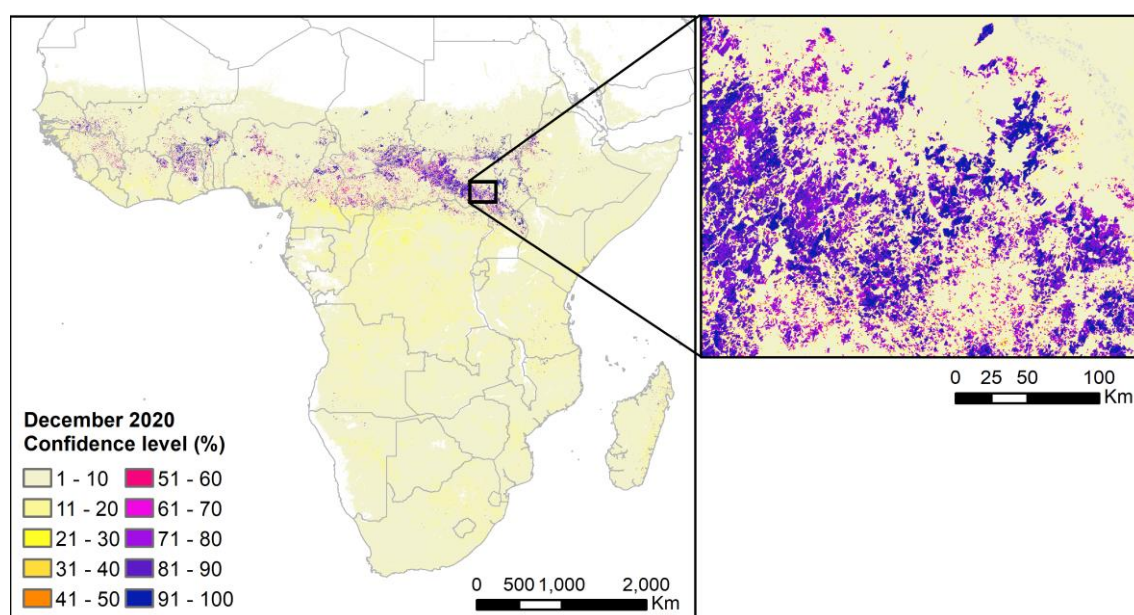 December 2020
Confidence level (%)
1 - 10
11 - 20
21 - 30
31 - 40
41 - 50
51 - 60
61 - 70
71 - 80
81 - 90
91 - 100
0 500 1,000 2,000
Km
0 25 50 100
Km